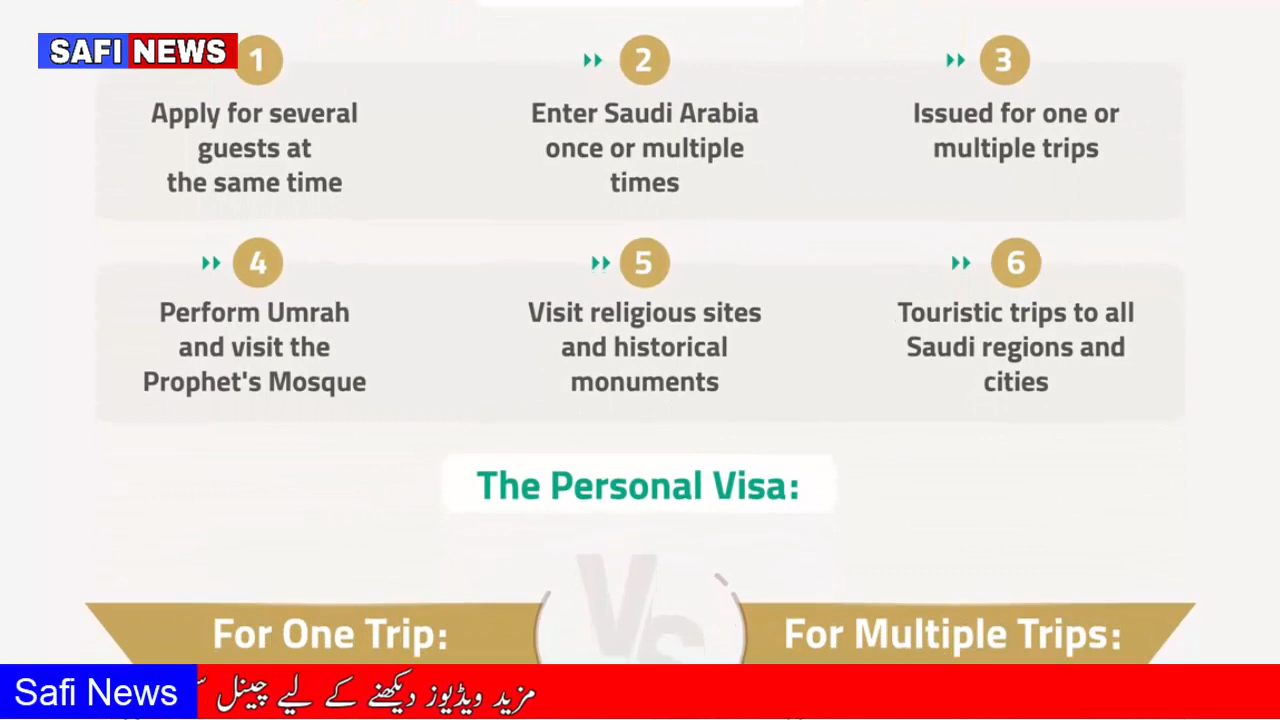 SAFI NEWS
1
Apply for several
guests at
the same time
2
Enter Saudi Arabia
once or multiple
times
3
Issued for one or
multiple trips
4
Perform Umrah
and visit the
Prophet's Mosque
5
Visit religious sites
and historical
monuments
6
Touristic trips to all
Saudi regions and
cities
The Personal Visa:
For One Trip:
VS
For Multiple Trips:
Safi News
مزید ویڈیوز دیکھنے کے لیے چینل